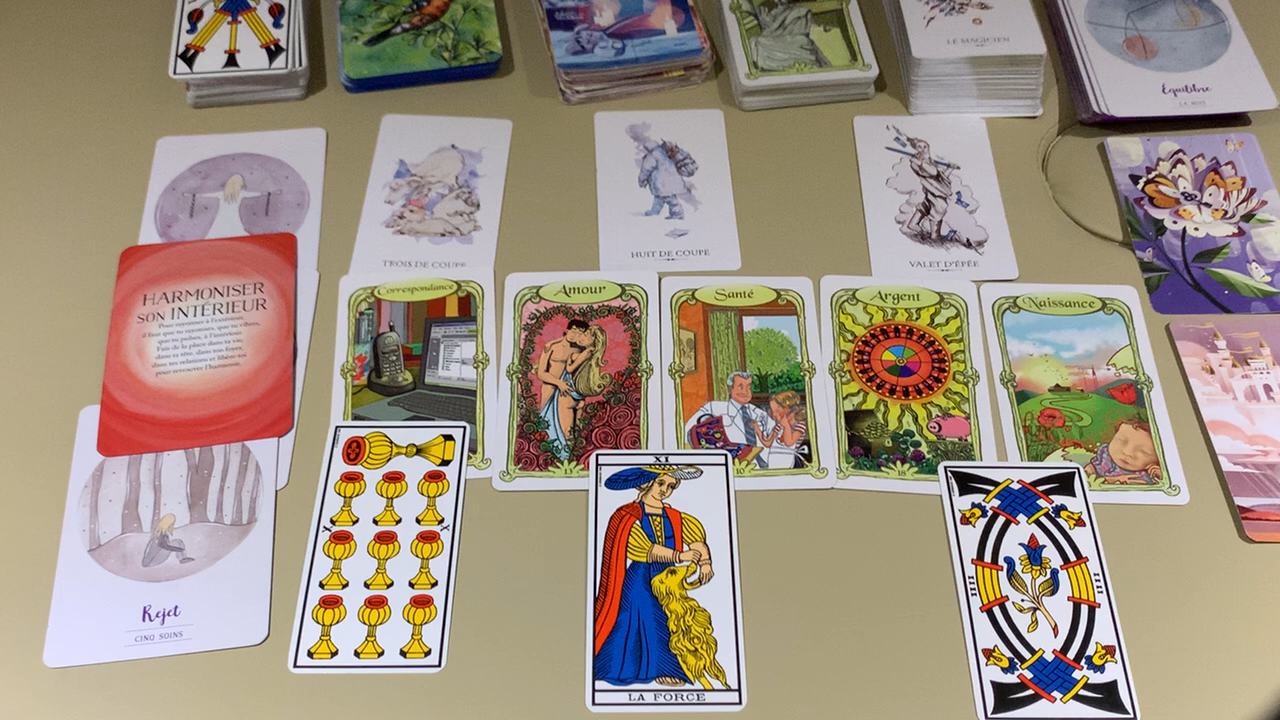 LE MAGICIEN
Équilibre
TROIS DE COUPE
HUIT DE COUPE
VALET D'ÉPÉE
HARMONISER
SON INTÉRIEUR
Pour rayonner à l'extérieur,
il faut que tu rayonnes, que tu vibres,
que tu pulses, à l'intérieur.
Fais de la place dans ta vie,
dans ta tête, dans ton foyer,
dans tes relations et libère-toi
pour retrouver l'harmonie.
Correspondance
Amour
Santé
Argent
Naissance
Rejet
CINQ SOINS
X
X
XI
LA FORCE
IIII
IIII